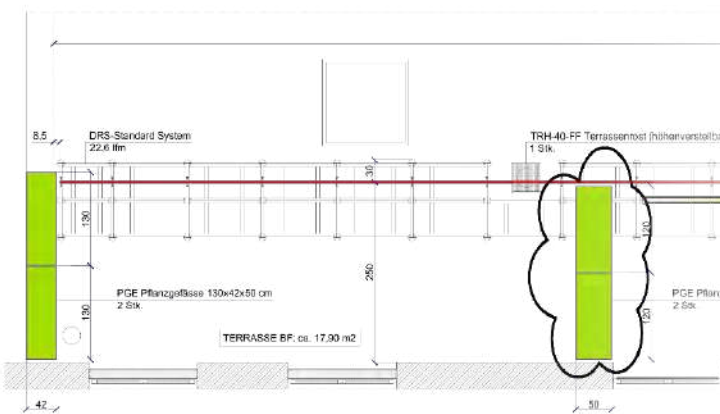 8,5
DRS-Standard System
22,6 lfm
TRH-40-FF Terrassenrost (höhenverstellba
1 Stk.
30
130
120
250
PGE Pflanzgefässe 130x42x50 cm
2 Stk.
PGE Pflan
2 Stk.
130
120
TERRASSE BF: ca. 17,90 m2
42
50